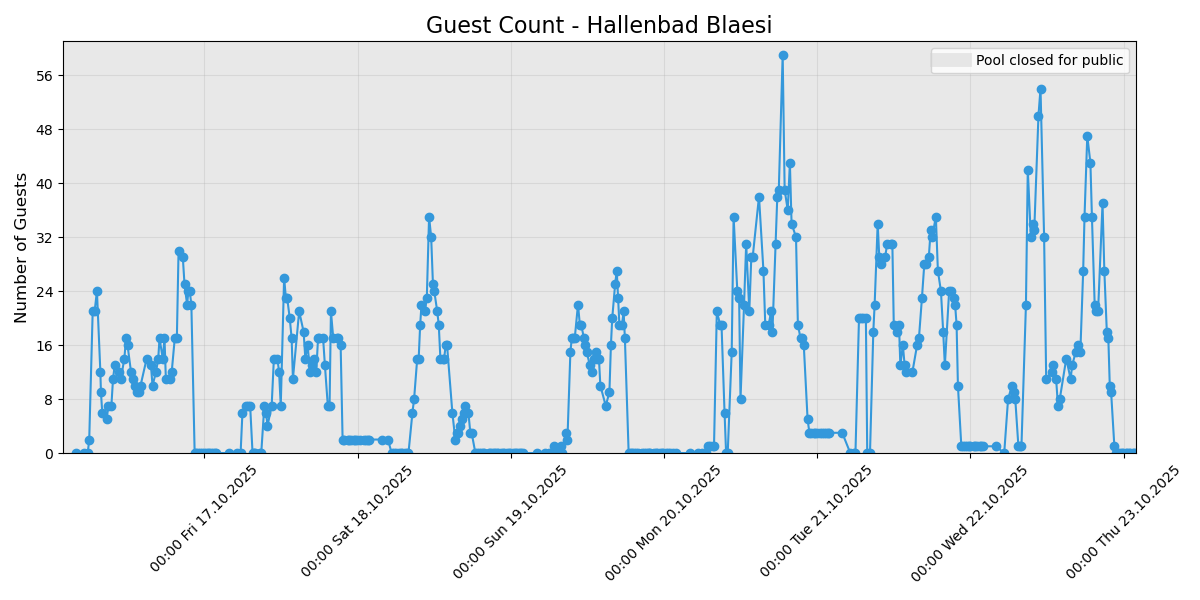 Guest Count - Hallenbad Blaesi
Pool closed for public
Number of Guests
56
48
40
32
24
16
8
0
00:00 Fri 17.10.2025
00:00 Sat 18.10.2025
00:00 Sun 19.10.2025
00:00 Mon 20.10.2025
00:00 Tue 21.10.2025
00:00 Wed 22.10.2025
00:00 Thu 23.10.2025